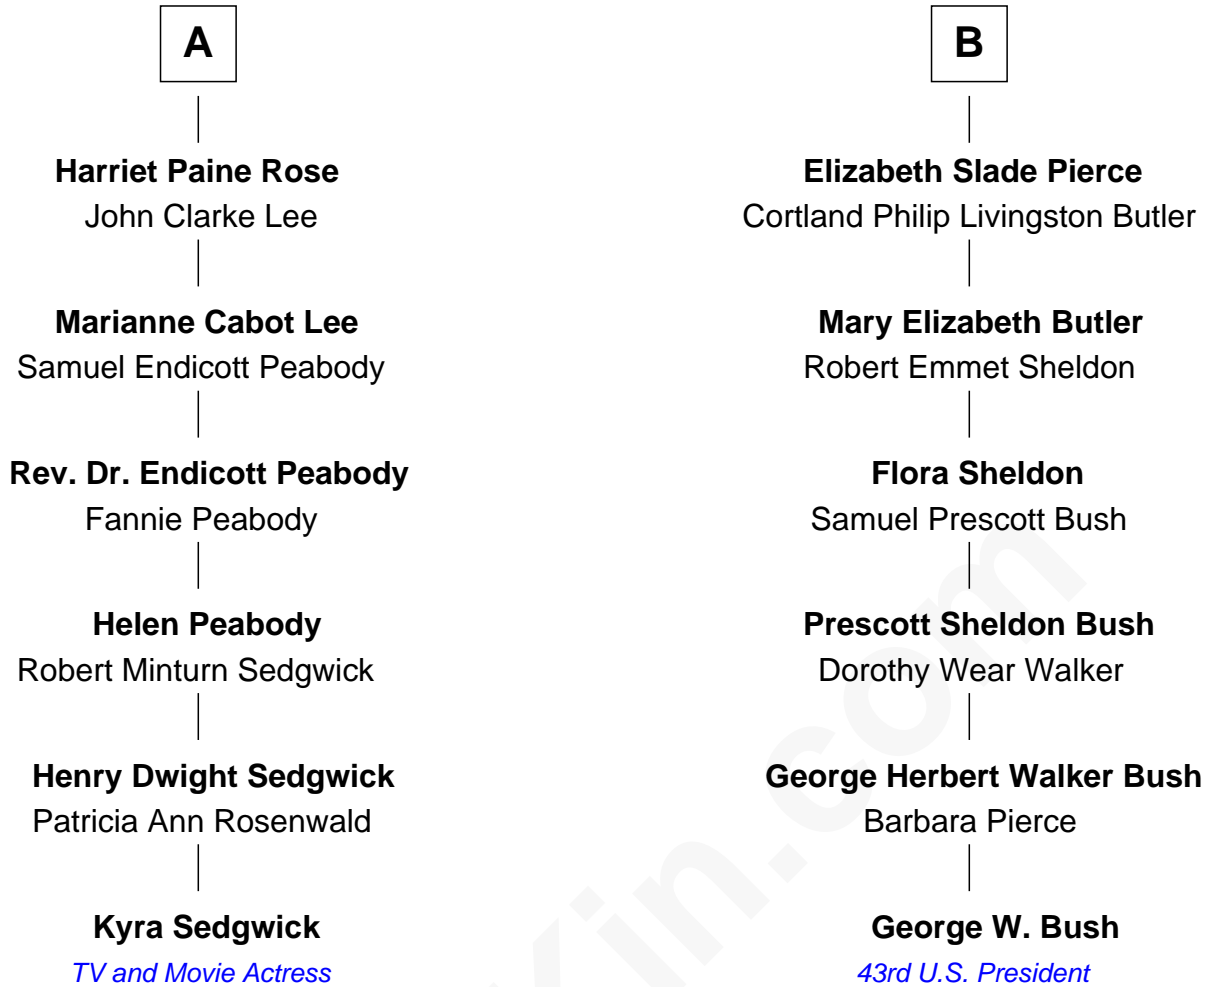 A
Harriet Paine Rose
John Clarke Lee
Marianne Cabot Lee
Samuel Endicott Peabody
Rev. Dr. Endicott Peabody
Fannie Peabody
Helen Peabody
Robert Minturn Sedgwick
Henry Dwight Sedgwick
Patricia Ann Rosenwald
Kyra Sedgwick
TV and Movie Actress
B
Elizabeth Slade Pierce
Cortland Philip Livingston Butler
Mary Elizabeth Butler
Robert Emmet Sheldon
Flora Sheldon
Samuel Prescott Bush
Prescott Sheldon Bush
Dorothy Wear Walker
George Herbert Walker Bush
Barbara Pierce
George W. Bush
43rd U.S. President
Kin.com